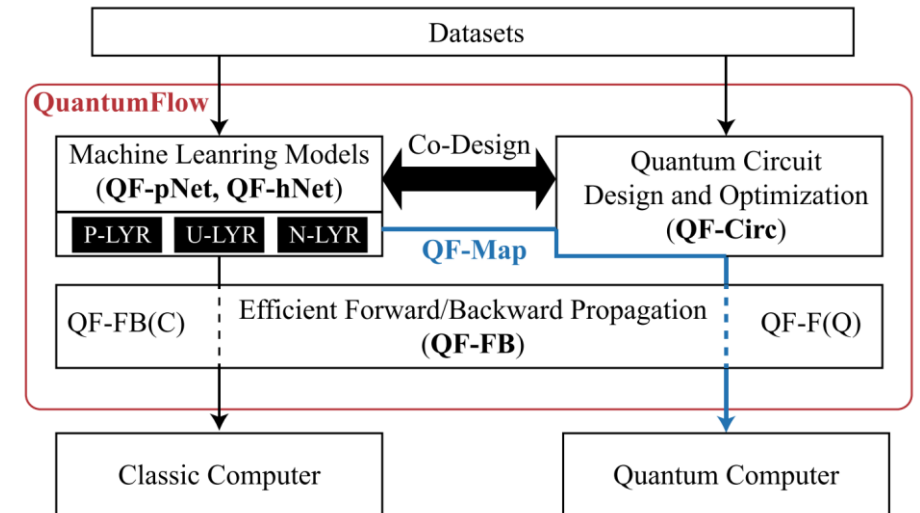 Datasets
QuantumFlow
Machine Leanring Models
(QF-pNet, QF-hNet)
P-LYR U-LYR N-LYR
Co-Design
QF-Map
Quantum Circuit
Design and Optimization
(QF-Circ)
QF-FB(C)
Efficient Forward/Backward Propagation
(QF-FB)
QF-F(Q)
Classic Computer
Quantum Computer